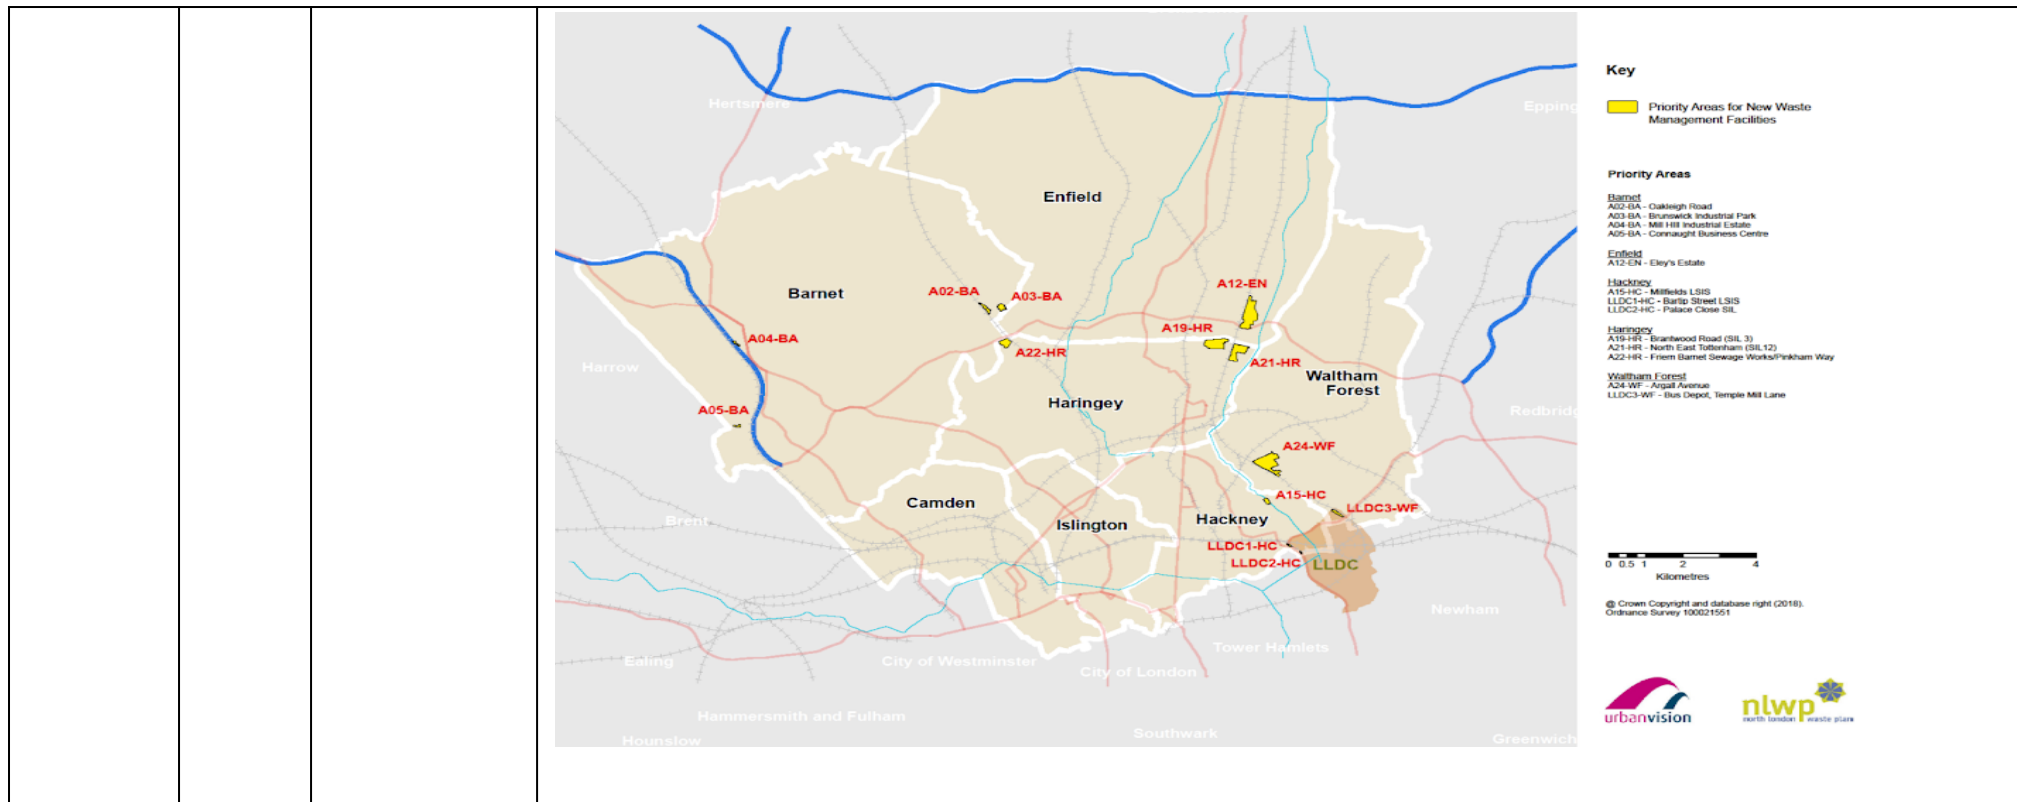 Hertsmere
Epping
Enfield
Barnet
A02-BA
A03-BA
A12-EN
A19-HR
A04-BA
A22-HR
A21-HR
Harrow
Waltham
Forest
Haringey
A05-BA
Redbridg
A24-WF
Camden
A15-HC
LLDC3-WF
Brent
Islington
Hackney
LLDC1-HC
LLDC2-HC
LLDC
Newham
Ealing
City of Westminster
Tower Hamlets
City of London
Hammersmith and Fulham
Southwark
Hounslow
Greenwich
Key
Priority Areas for New Waste
Management Facilities
Priority Areas
Barnet
A02-BA - Oakleigh Road
A03-BA - Brunswick Industrial Park
A04-BA - Mill Hill Industrial Estate
A05-BA - Connaught Business Centre
Enfield
A12-EN - Eley's Estate
Hackney
A15-HC - Millfields LSIS
LLDC1-HC - Bartip Street LSIS
LLDC2-HC - Palace Close SIL
Haringey
A19-HR - Brantwood Road (SIL 3)
A21-HR - North East Tottenham (SIL12)
A22-HR - Friern Barnet Sewage Works/Pinkham Way
Waltham Forest
A24-WF - Argall Avenue
LLDC3-WF - Bus Depot, Temple Mill Lane
0 0.5 1 2 4
Kilometres
@ Crown Copyright and database right (2018).
Ordnance Survey 100021551
urbanvision
nlwp
north london waste plan